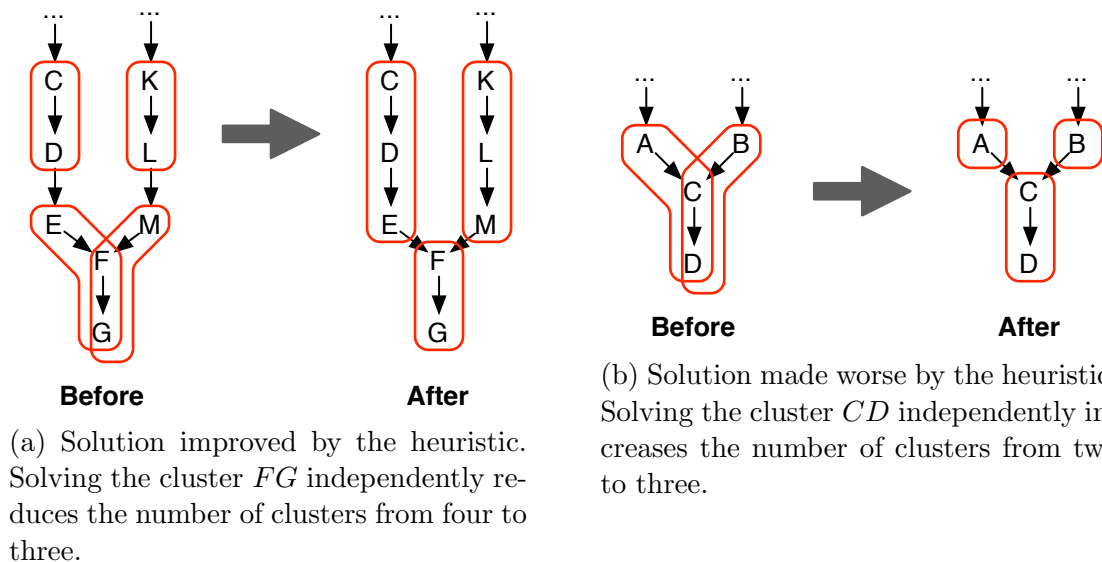 ... ... ... ...
C K C K
D L D L
E M E M
F F
G G
Before After
(a) Solution improved by the heuristic.
Solving the cluster FG independently re-
duces the number of clusters from four to
three.
... ... ... ...
A B A B
C C
D D
Before After
(b) Solution made worse by the heuristic
Solving the cluster CD independently in
creases the number of clusters from tw
to three.